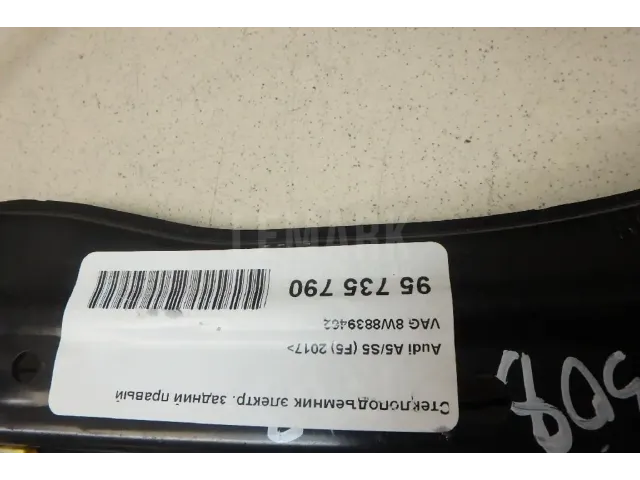 Стеклоподъемник электр. задний правый
Audi A5/S5 (F5) 2017>
VAG 8W8839462
95 735 790
LEMARK